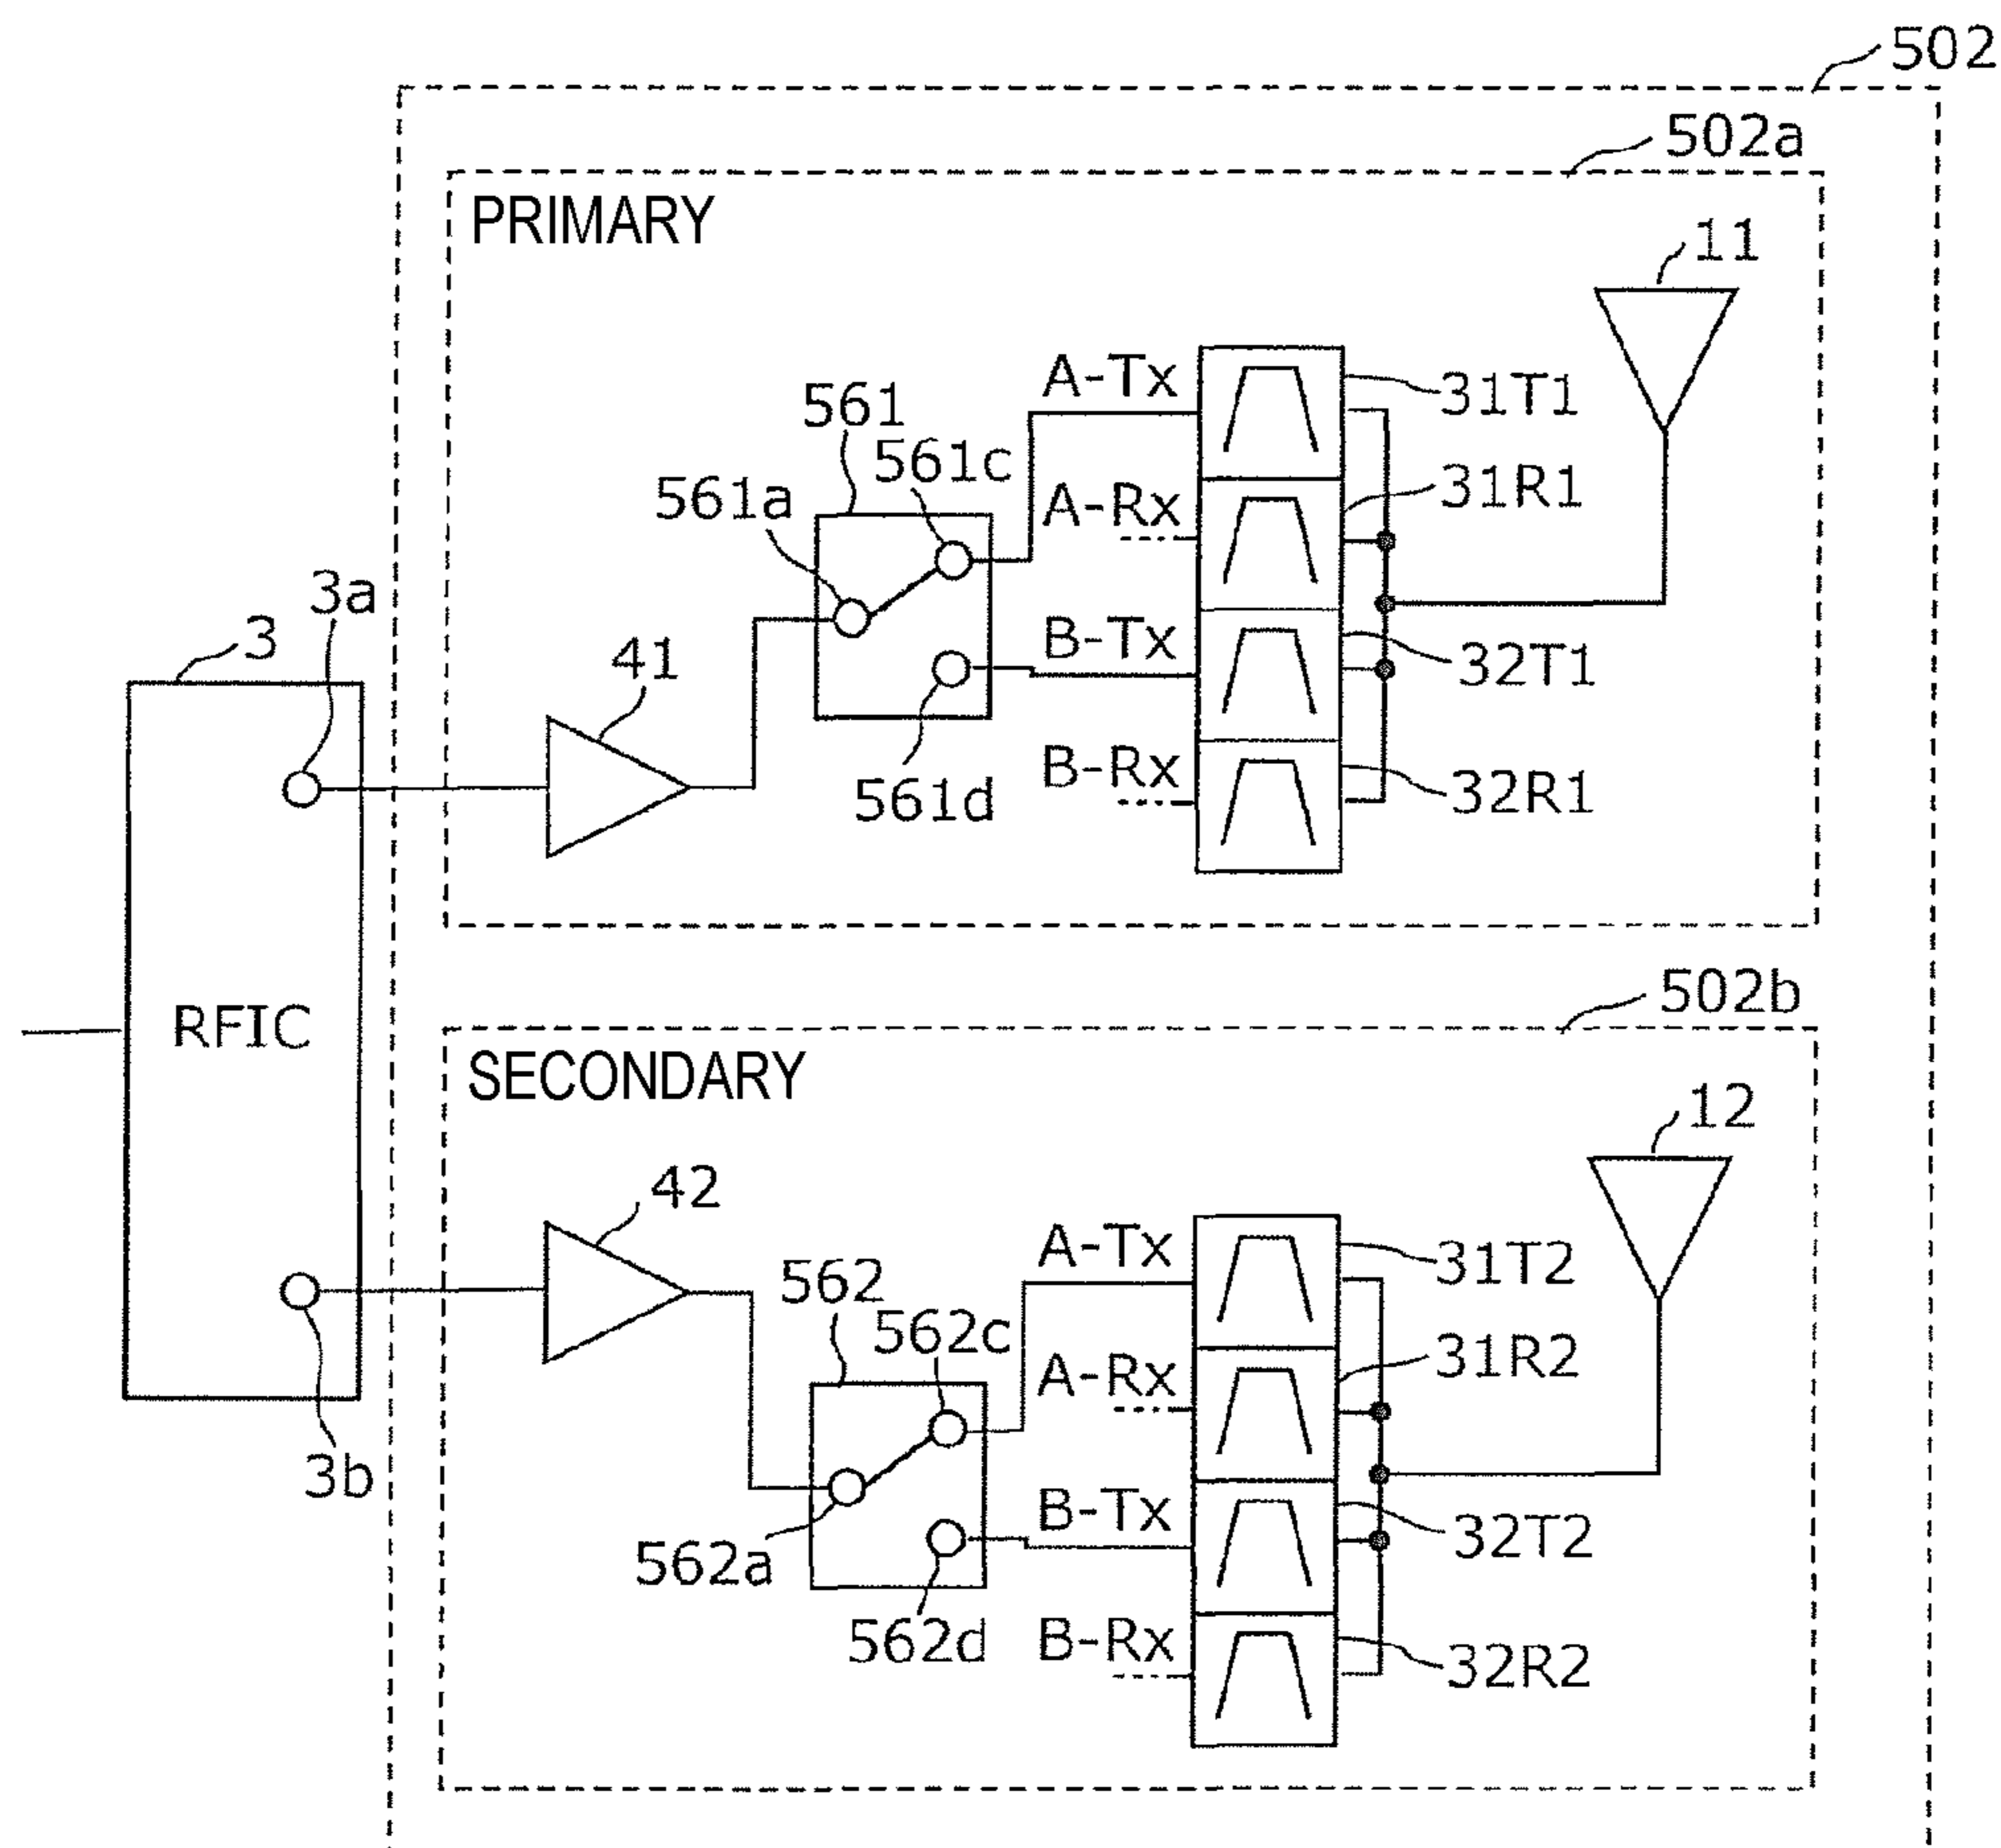 502
502a
PRIMARY
11
A-Tx
31T1
561
561c
31R1
561a
A-Rx
3a
3
41
B-Tx
32T1
561d
B-Rx
32R1
502b
RFIC
SECONDARY
12
42
A-Tx
31T2
562
562c
31R2
A-Rx
3b
B-Tx
32T2
562a
562d
B-Rx
32R2